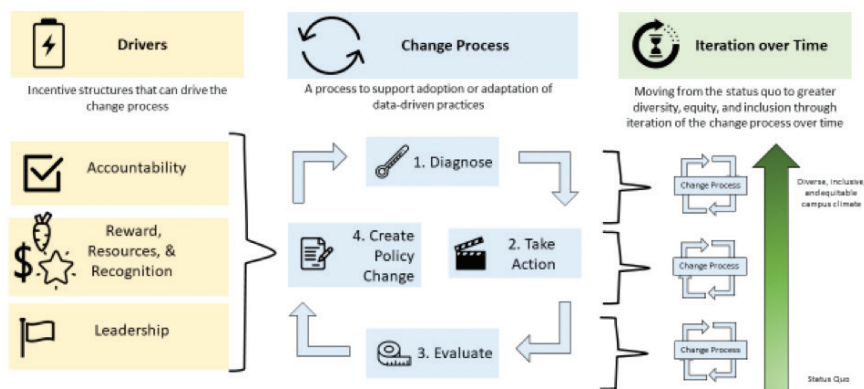 Drivers
Incentive structures that can drive the
change process
Accountability
Reward,
Resources, &
Recognition
Leadership
Change Process
A process to support adoption or adaptation of
data-driven practices
1. Diagnose
2. Take
Action
3. Evaluate
4. Create
Policy
Change
Iteration over Time
Moving from the status quo to greater
diversity, equity, and inclusion through
iteration of the change process over time
Change Process
Change Process
Change Process
Diverse, inclusive,
and equitable
campus climate
Status Quo